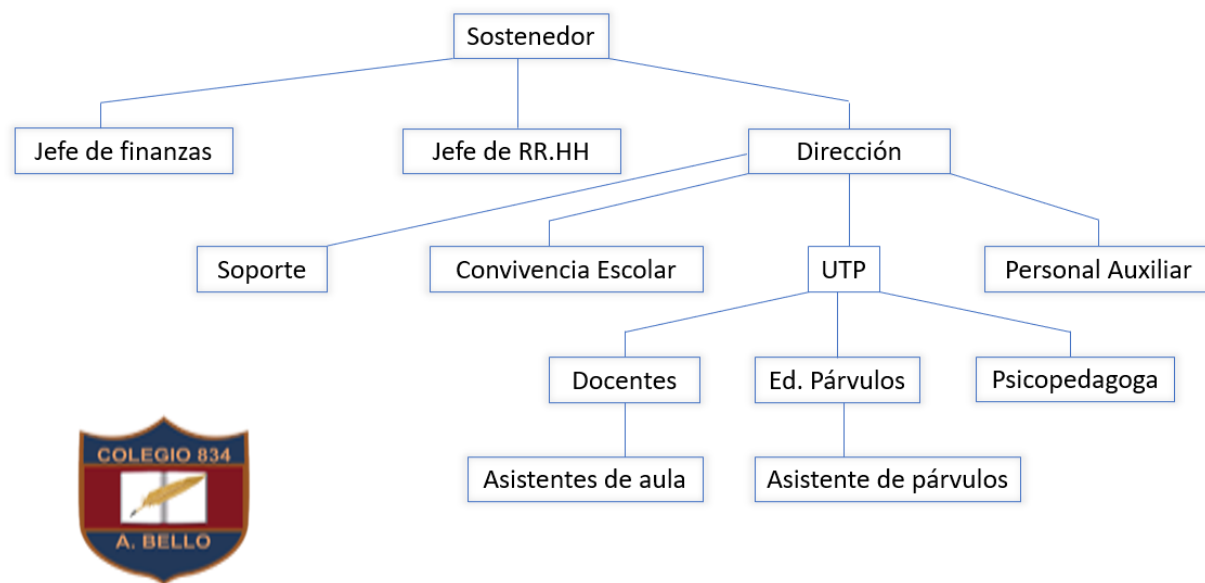 Sostenedor
Jefe de finanzas
Jefe de RR.HH
Dirección
Soporte
Convivencia Escolar
UTP
Personal Auxiliar
Docentes
Ed. Párvulos
Psicopedagoga
Asistentes de aula
Asistente de párvulos
COLEGIO 834
A. BELLO